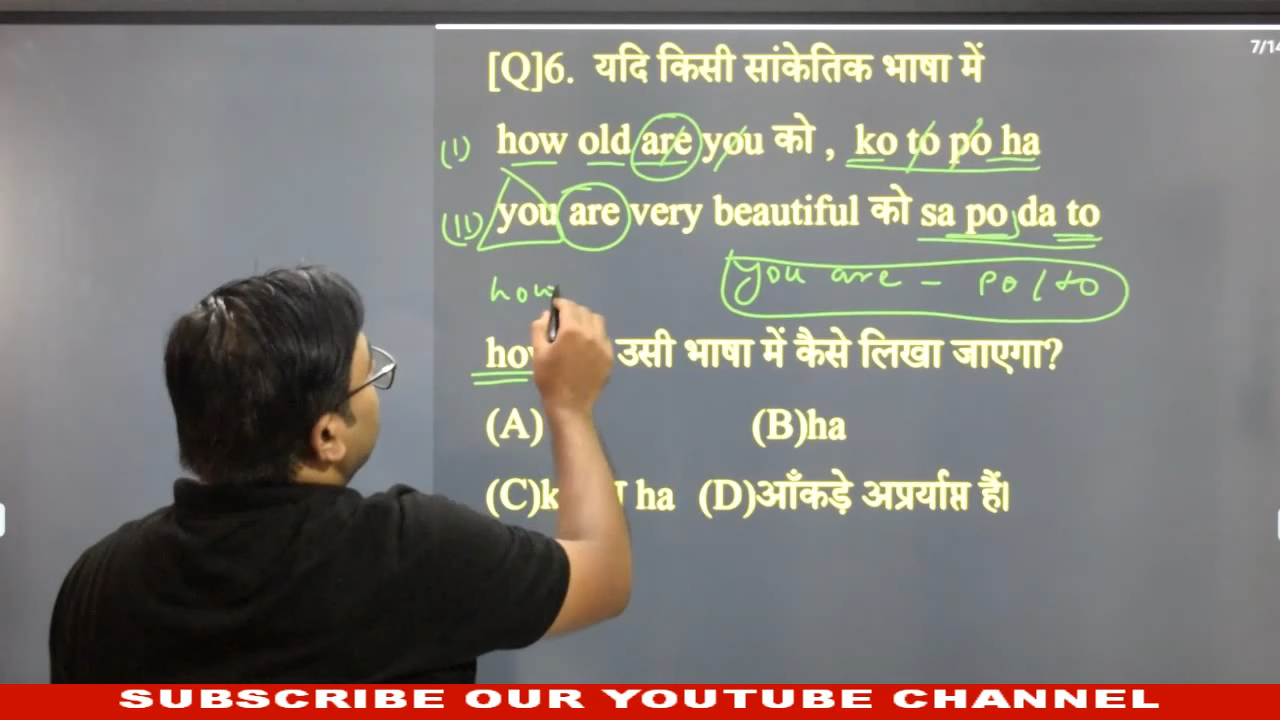 7/14
[Q]6. यदि किसी सांकेतिक भाषा में
(I) how old are you को , ko to po ha
(II) you are very beautiful को sa po da to
how you are - po/to
उसी भाषा में कैसे लिखा जाएगा?
(A) (B)ha
(C) ha (D)आँकड़े अप्रर्याप्त हैं।
SUBSCRIBE OUR YOUTUBE CHANNEL